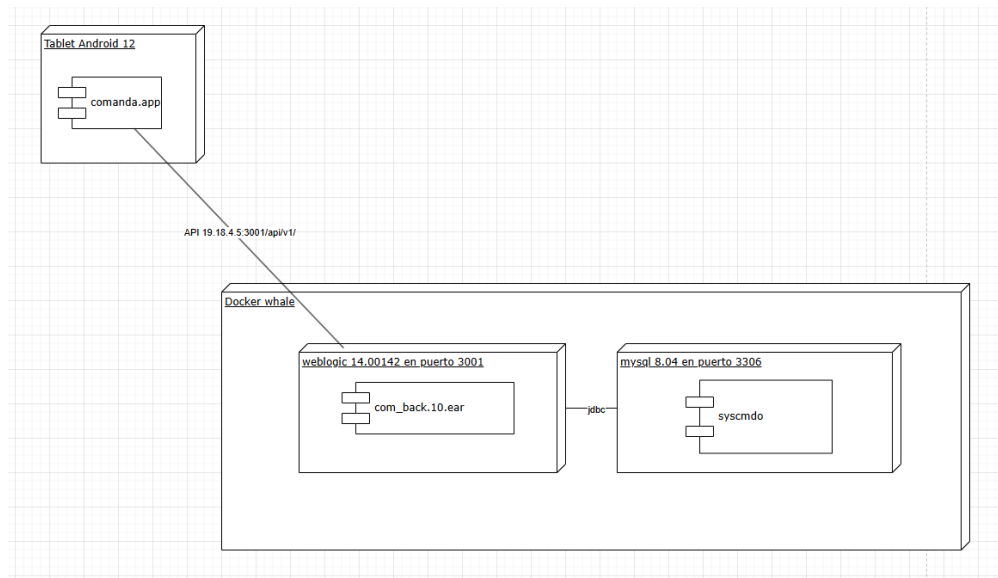 Tablet Android 12
comanda.app
API 19.18.4.5:3001/api/v1/
Docker whale
weblogic 14.00142 en puerto 3001
com_back.10.ear
jdbc
mysql 8.04 en puerto 3306
syscmdo